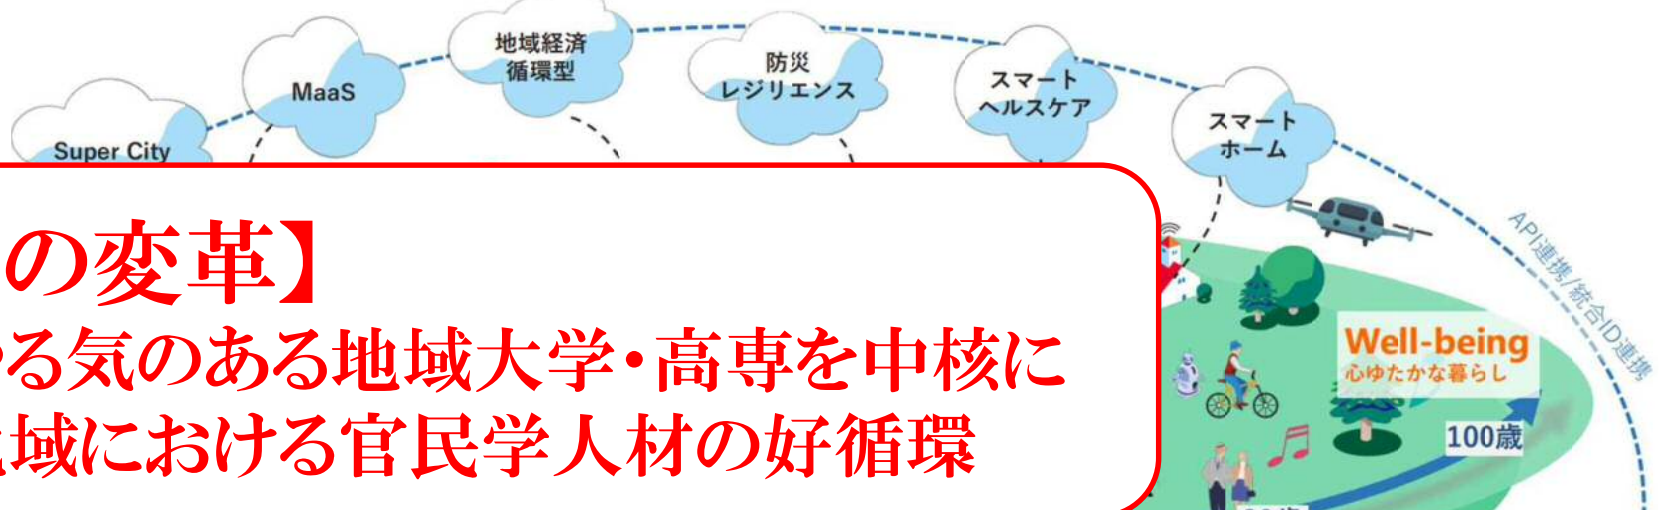 地域経済
循環型
MaaS
防災
レジリエンス
スマート
ヘルスケア
スマート
ホーム
Super City
API連携/統合ID連携
の変革】
る気のある地域大学・高専を中核に
域における官民学人材の好循環
Well-being
心ゆたかな暮らし
100歳